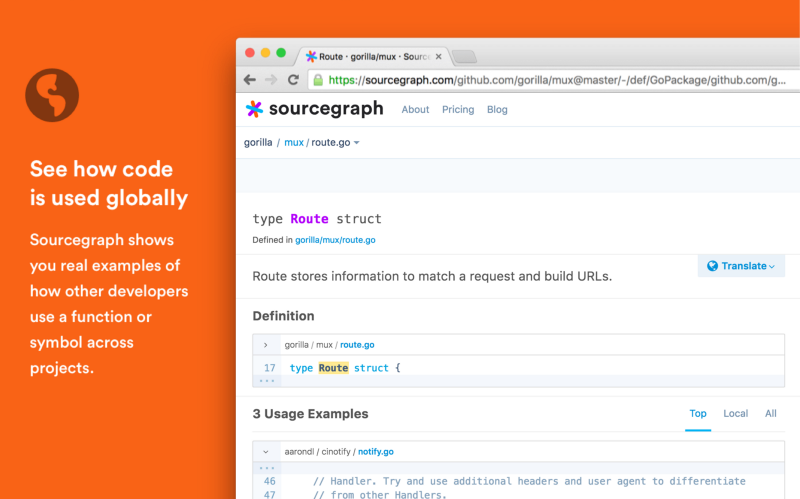 See how code
is used globally
Sourcegraph shows
you real examples of
how other developers
use a function or
symbol across
projects.
Route · gorilla/mux · Sourc
https://sourcegraph.com/github.com/gorilla/mux@master/-/def/GoPackage/github.com/g...
sourcegraph About Pricing Blog
gorilla / mux / route.go
type Route struct
Defined in gorilla/mux/route.go
Translate
Route stores information to match a request and build URLs.
Definition
gorilla / mux / route.go
17 type Route struct {
...
3 Usage Examples Top Local All
aarondl / cinotify / notify.go
...
46 // Handler. Try and use additional headers and user agent to differentiate
47 // from other Handlers.